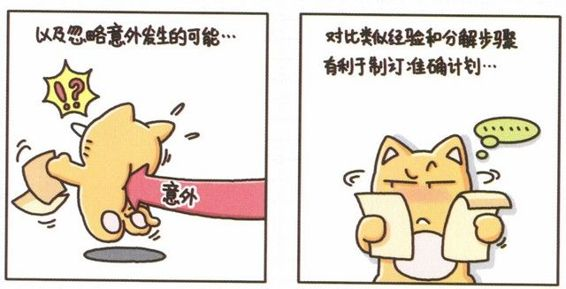 以及忽略意外发生的可能…
!?
意外
对比类似经验和分解步骤
有利于制订准确计划…
……